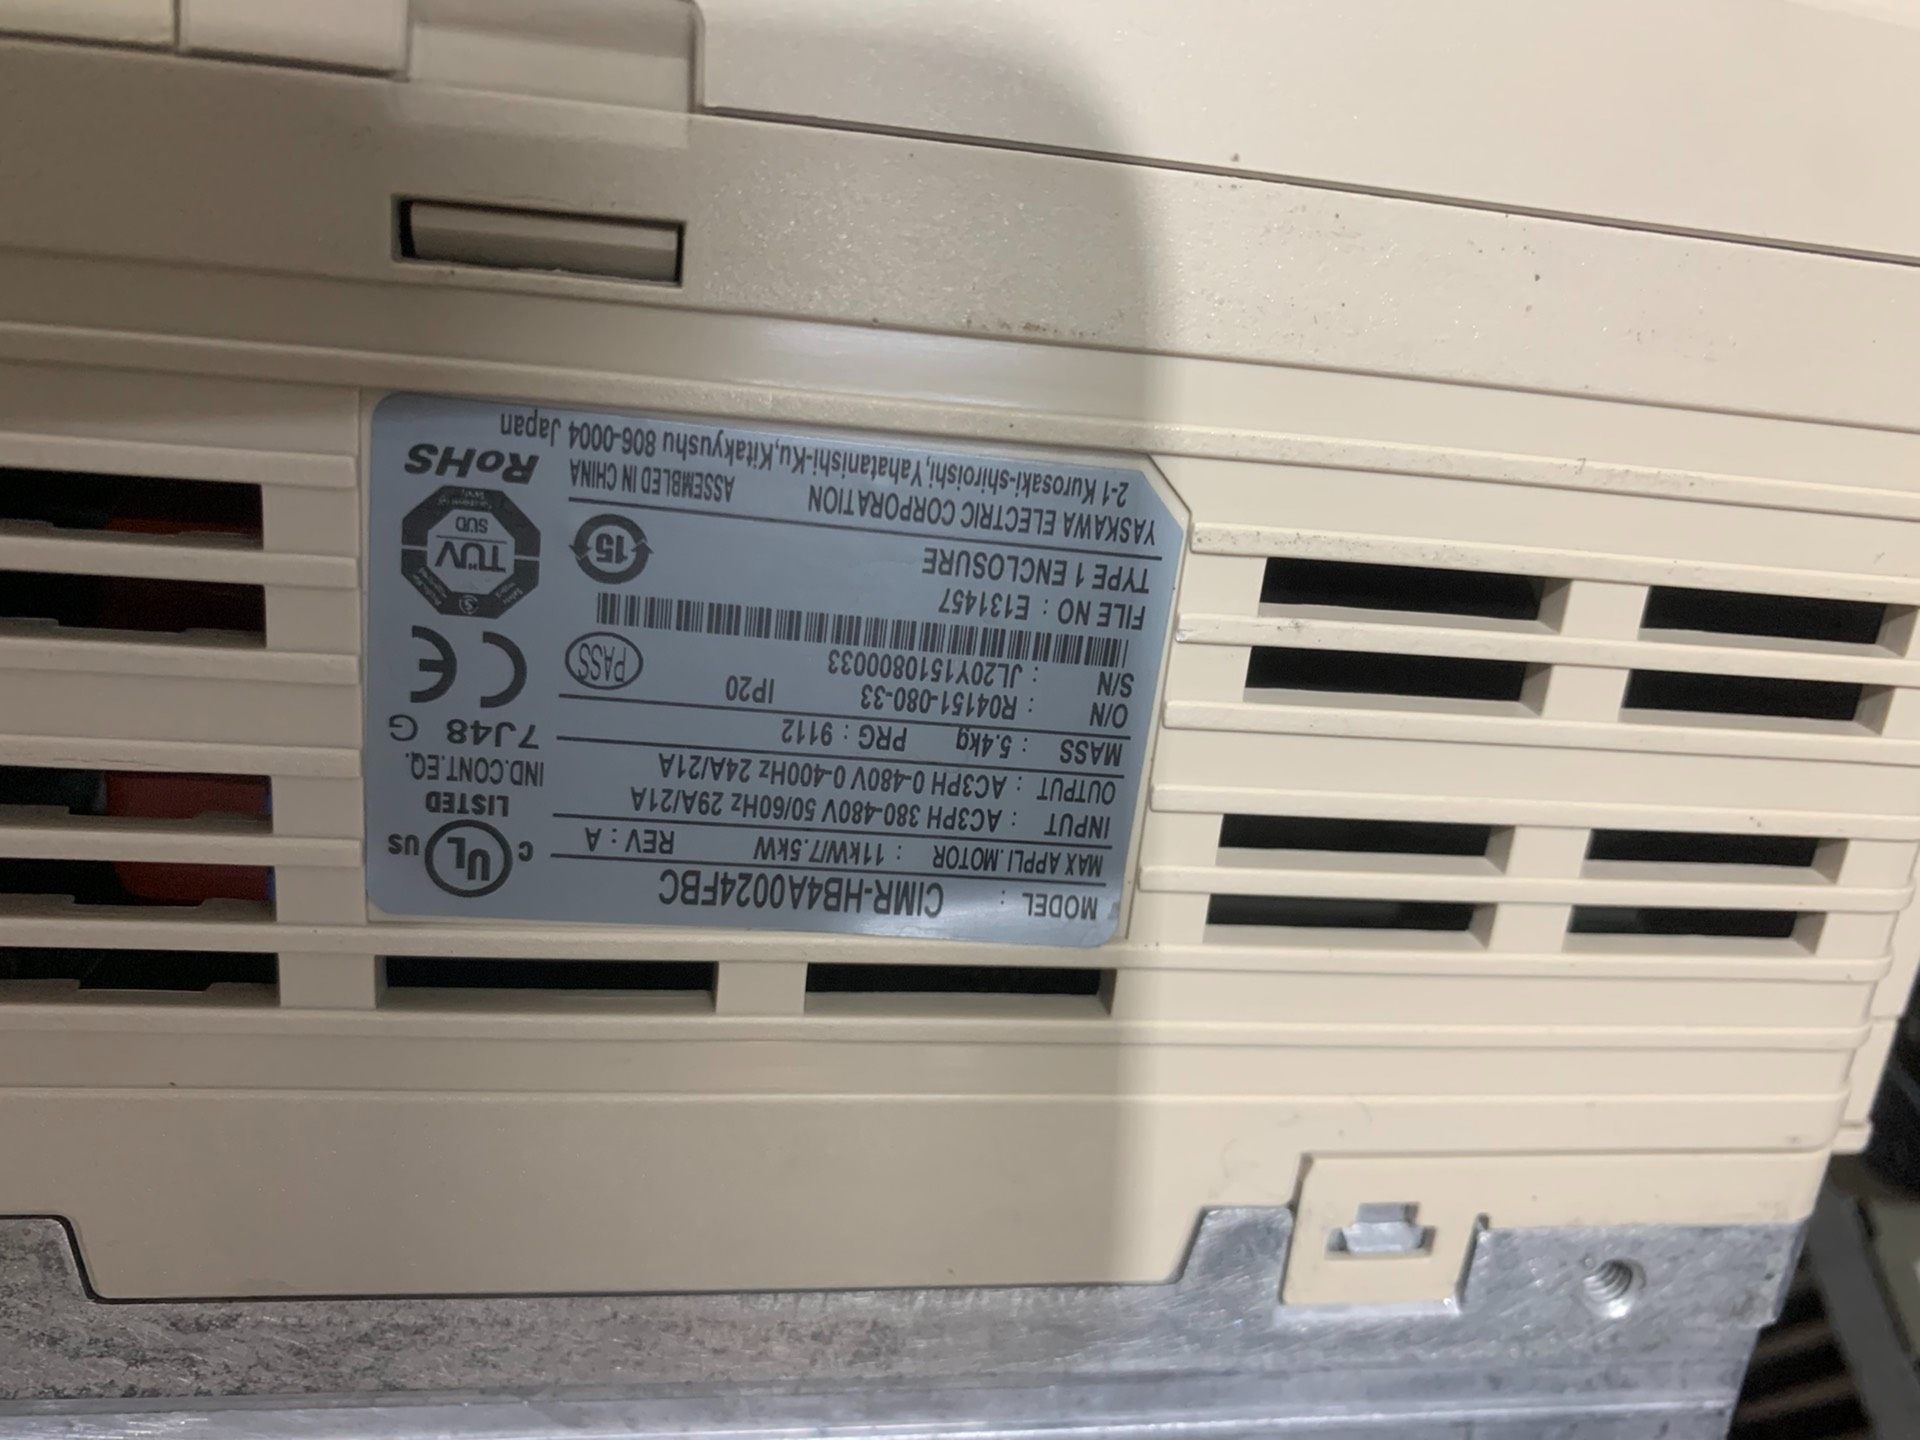 MODEL : CIMR-HB4A0024FBC
MAX APPLI. MOTOR : 11kW/7.5kW REV : A
INPUT : AC3PH 380-480V 50/60Hz 29A/21A
OUTPUT : AC3PH 0-480V 0-400Hz 24A/21A
MASS : 5.4kg PRG : 9112
O/N : R04151-080-33 IP20
S/N : JL20Y1510800033 PASS
FILE NO : E131457
TYPE 1 ENCLOSURE
15
YASKAWA ELECTRIC CORPORATION ASSEMBLED IN CHINA
2-1 Kurosaki-shiroishi,Yahatanishi-Ku,Kitakyushu 806-0004 Japan
C UL US
LISTED
IND.CONT.EQ.
7J48 G
CE
TÜV
SUD
RoHS